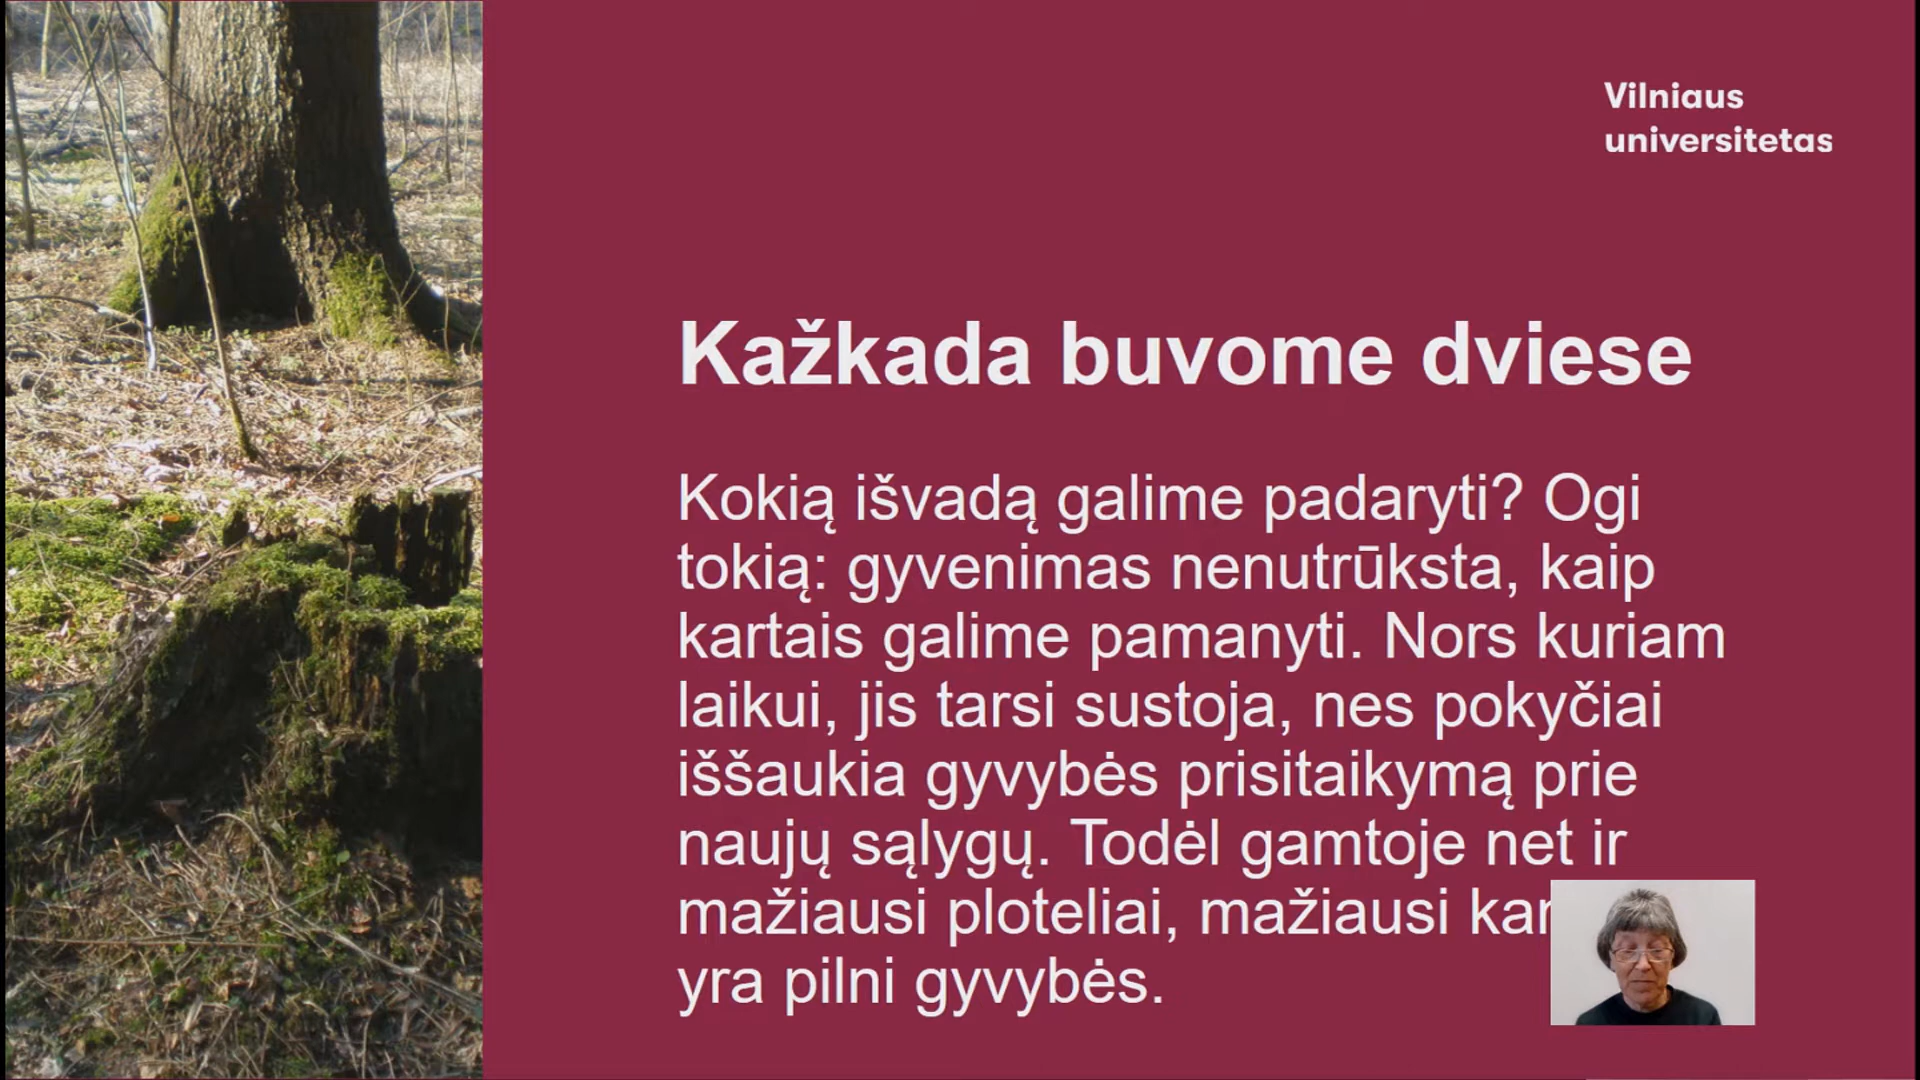 Vilniaus
universitetas
Kažkada buvome dviese
Kokią išvadą galime padaryti? Ogi
tokią: gyvenimas nenutrūksta, kaip
kartais galime pamanyti. Nors kuriam
laikui, jis tarsi sustoja, nes pokyčiai
iššaukia gyvybės prisitaikymą prie
naujų sąlygų. Todėl gamtoje net ir
mažiausi ploteliai, mažiausi
yra pilni gyvybės.